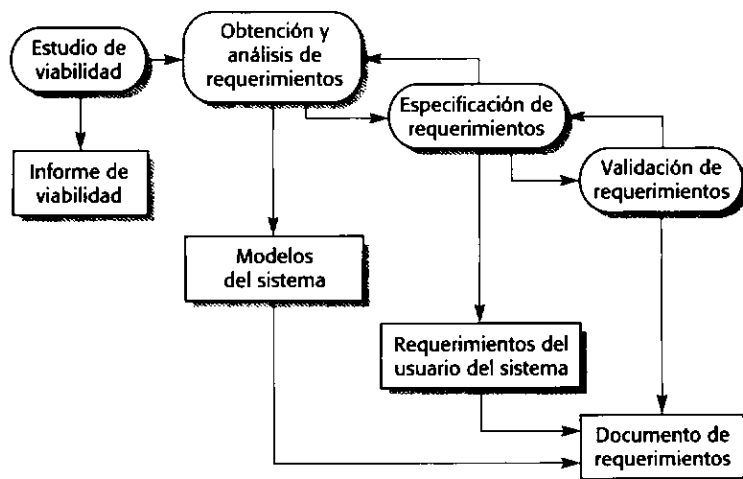 Estudio de
viabilidad
Obtención y
análisis de
requerimientos
Especificación de
requerimientos
Validación de
requerimientos
Informe de
viabilidad
Modelos
del sistema
Requerimientos del
usuario del sistema
Documento de
requerimientos